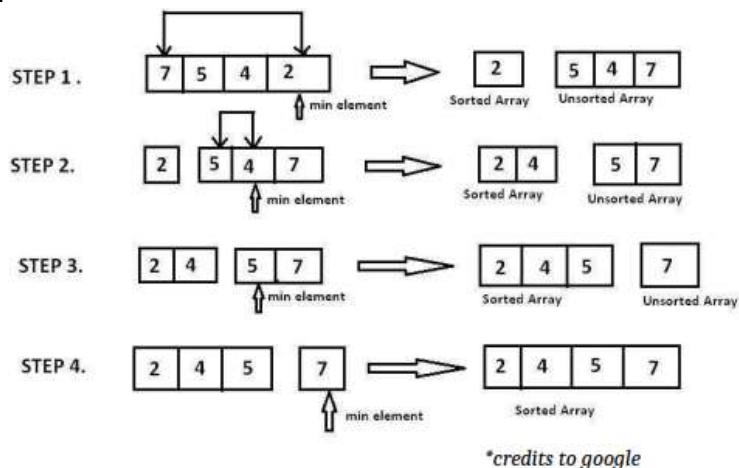 STEP 1. 7 5 4 2 2 5 4 7
min element Sorted Array Unsorted Array
STEP 2. 2 5 4 7 2 4 5 7
min element Sorted Array Unsorted Array
STEP 3. 2 4 5 7 2 4 5 7
min element Sorted Array Unsorted Array
STEP 4. 2 4 5 7 2 4 5 7
min element Sorted Array
*credits to google